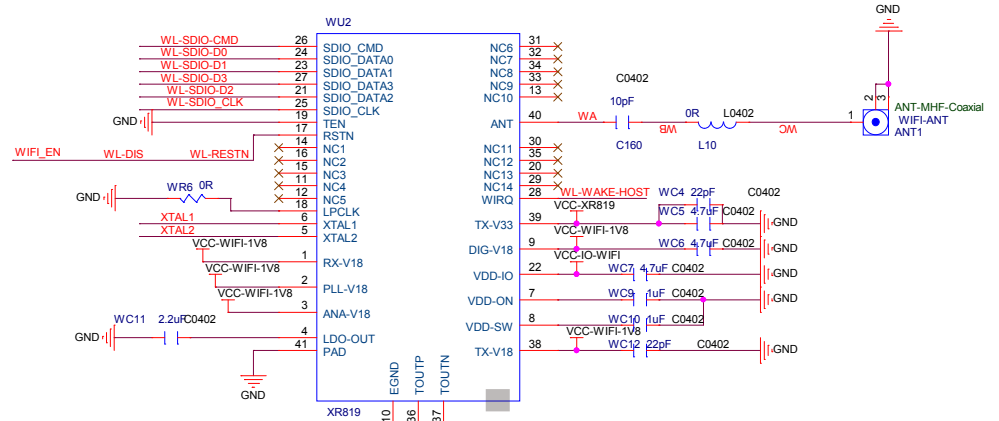 WU2
GND
WL-SDIO-CMD 26 SDIO_CMD
WL-SDIO-D0 24 SDIO_DATA0
WL-SDIO-D1 23 SDIO_DATA1
WL-SDIO-D3 27 SDIO_DATA3
WL-SDIO-D2 21 SDIO_DATA2
WL-SDIO_CLK 25 SDIO_CLK
GND 19 TEN
17 RSTN
WIFI_EN WL-DIS WL-RESTN
14 NC1
16 NC2
15 NC3
11 NC4
12 NC5
GND WR6 0R 18 LPCLK
XTAL1 6 XTAL1
XTAL2 5 XTAL2
VCC-WIFI-1V8 1 RX-V18
VCC-WIFI-1V8 2 PLL-V18
VCC-WIFI-1V8 3 ANA-V18
GND WC11 2.2uF C0402 4 LDO-OUT
41 PAD
GND
XR819
EGND 10
TOUTP 36
TOUTN 37
NC6 31
NC7 32
NC8 34
NC9 33
NC10 13
ANT 40 WA 10pF C0402 C160 WB 0R L0402 L10 WC 1
2 3
ANT-MHF-Coaxial
WIFI-ANT
ANT1
NC11 30
NC12 35
NC13 20
NC14 29
WIRQ 28 WL-WAKE-HOST
WC4 22pF C0402
VCC-XR819
TX-V33 39 WC5 4.7uF C0402 GND
VCC-WIFI-1V8
DIG-V18 9 WC6 4.7uF C0402 GND
VCC-IO-WIFI
VDD-IO 22 WC7 4.7uF C0402 GND
VDD-ON 7 WC9 1uF C0402 GND
VDD-SW 8 WC10 1uF C0402
VCC-WIFI-1V8
TX-V18 38 WC12 22pF C0402 GND